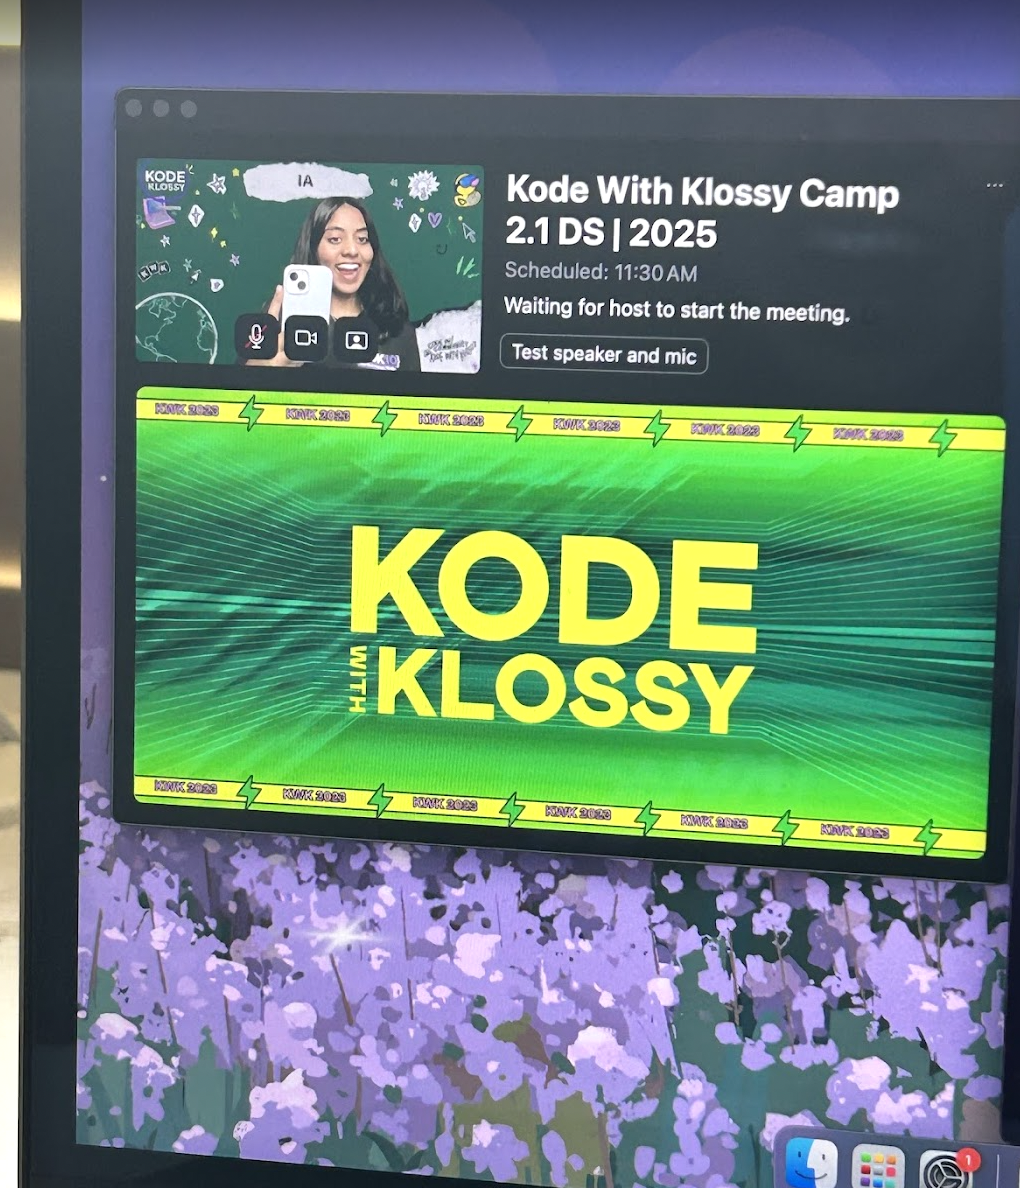 KODE
KLOSSY
IA
KWK
Kode With Klossy Camp
2.1 DS | 2025
Scheduled: 11:30 AM
Waiting for host to start the meeting.
Test speaker and mic
KWK 2023 KWK 2023 KWK 2023 KWK 2023 KWK 2023 KWK 2023
KODE
WITH KLOSSY
KWK 2023 KWK 2023 KWK 2023 KWK 2023 KWK 2023 KWK 2023
1